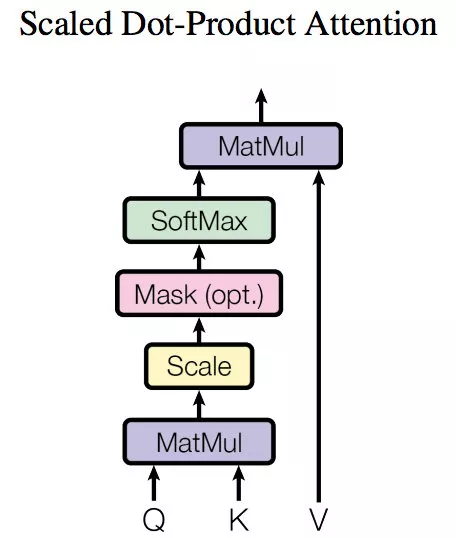 Scaled Dot-Product Attention
MatMul
SoftMax
Mask (opt.)
Scale
MatMul
Q K V